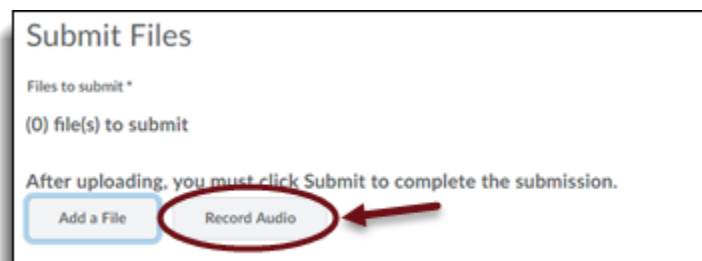 Submit Files
Files to submit *
(0) file(s) to submit
After uploading, you must click Submit to complete the submission.
Add a File Record Audio